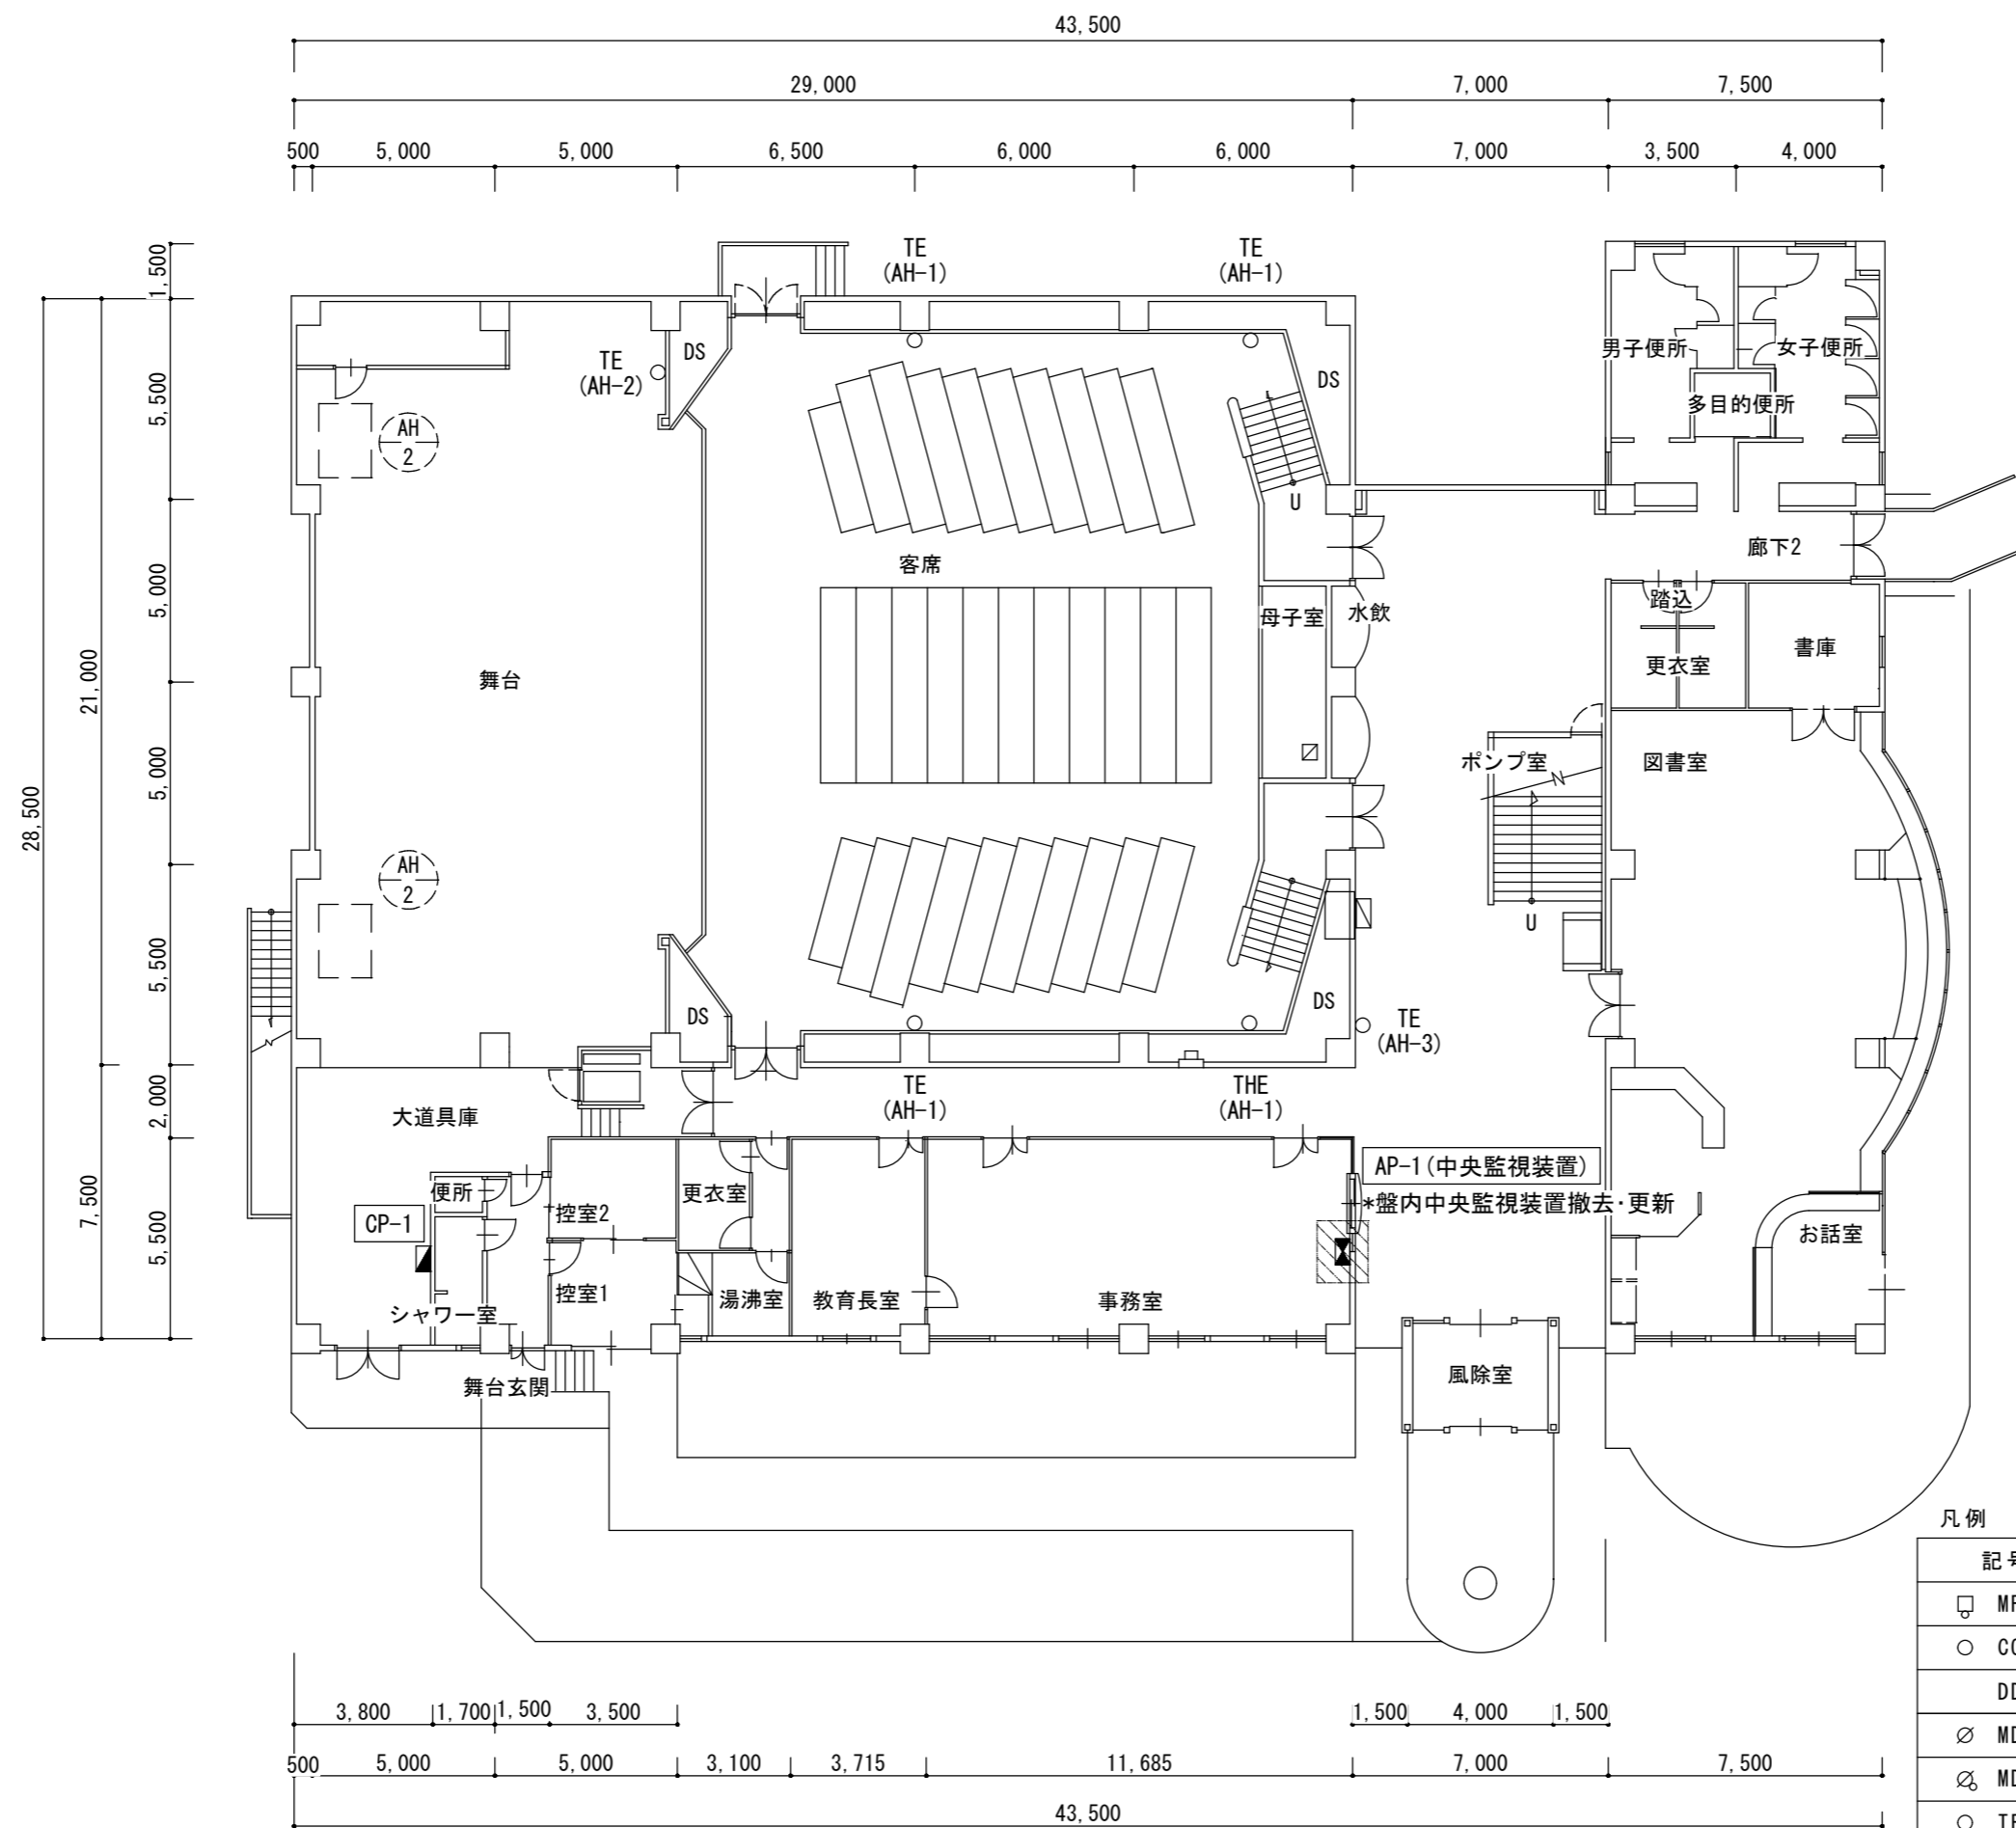 43,500
29,000
7,000
7,500
500
5,000
5,000
6,500
6,000
6,000
7,000
3,500
4,000
1,500
5,500
5,000
5,000
5,500
2,000
5,500
21,000
7,500
28,500
TE
(AH-1)
TE
(AH-1)
TE
(AH-2)
DS
DS
AH
2
U
男子便所
女子便所
多目的便所
廊下2
客席
母子室
水飲
踏込
更衣室
書庫
舞台
ポンプ室
N
図書室
AH
2
U
DS
DS
TE
(AH-3)
N
TE
(AH-1)
THE
(AH-1)
大道具庫
AP-1(中央監視装置)
*盤内中央監視装置撤去・更新
便所
更衣室
控室2
CP-1
お話室
控室1
シャワー室
湯沸室
教育長室
事務室
風除室
舞台玄関
凡例
3,800
1,700
1,500
3,500
1,500
4,000
1,500
500
5,000
5,000
3,100
3,715
11,685
7,000
7,500
43,500